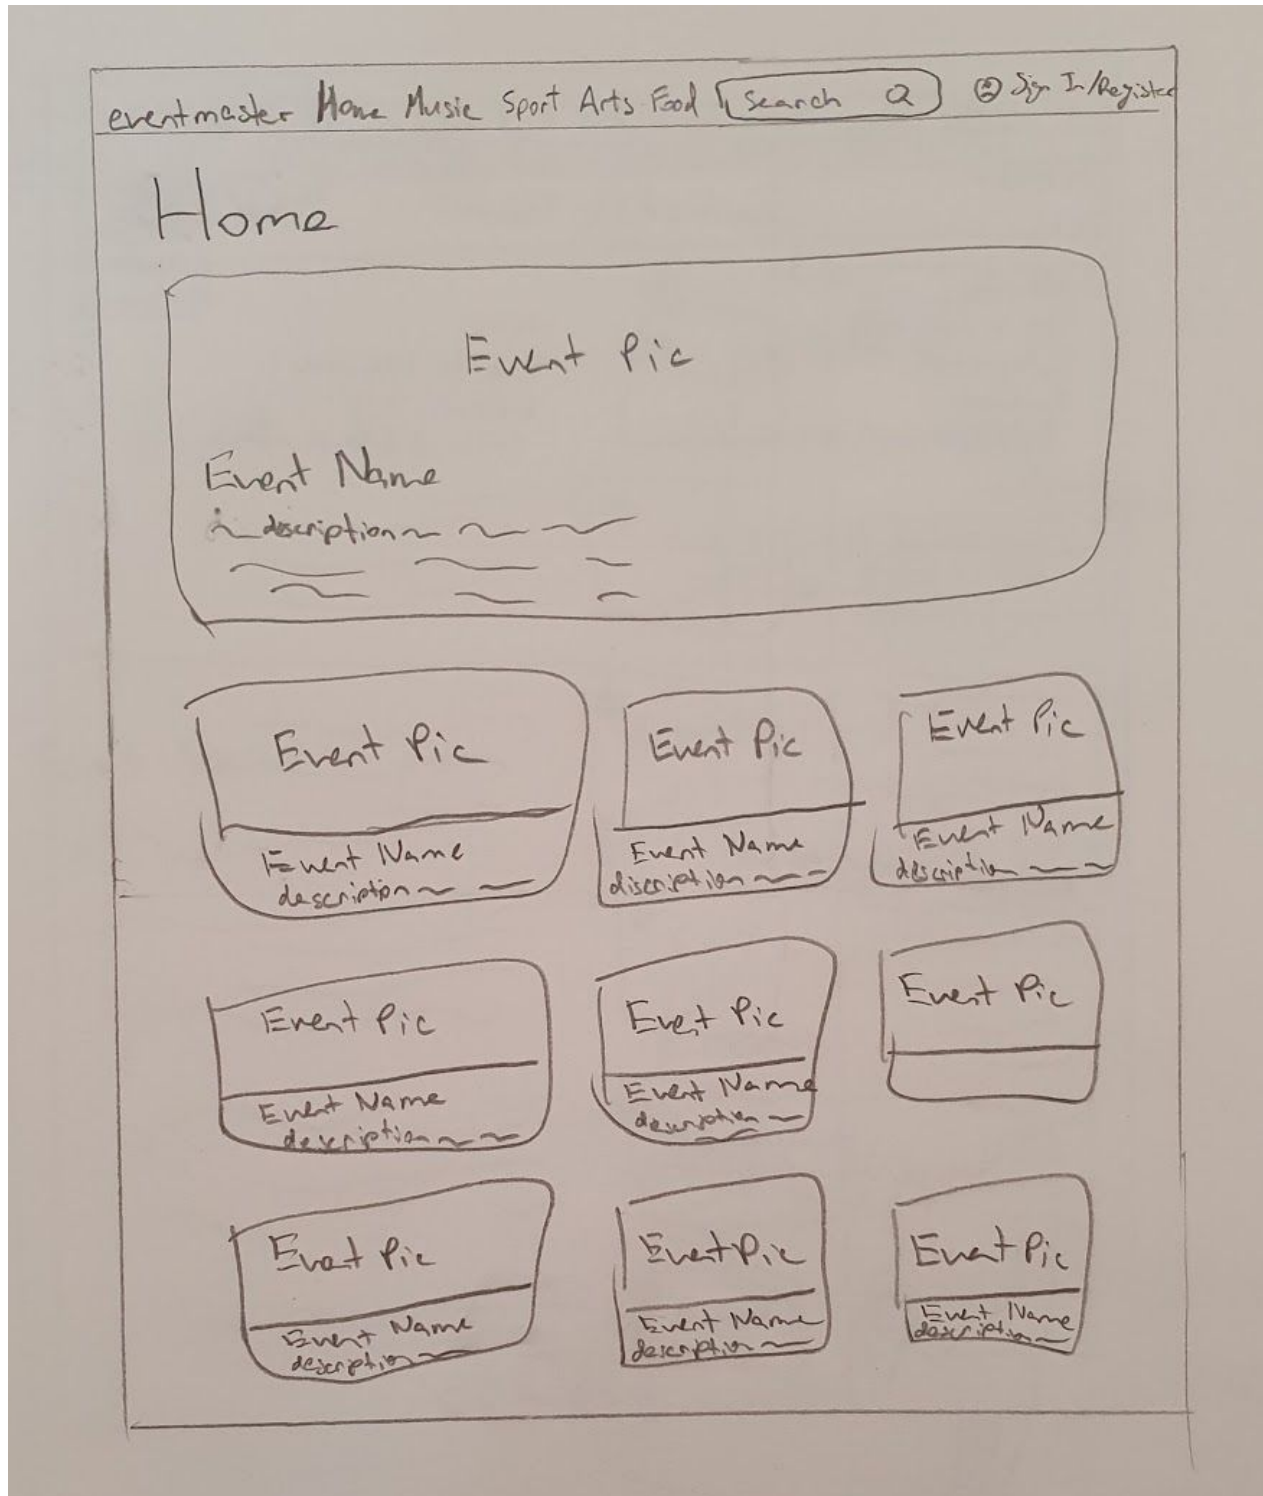 eventmaster Home Music Sport Arts Food Search Sign In/Register
Home
Event Pic
Event Name
description
Event Pic
Event Name
description
Event Pic
Event Name
discription
Event Pic
Event Name
description
Event Pic
Event Name
description
Event Pic
Event Name
description
Event Pic
Event Pic
Event Name
description
Event Pic
Event Name
description
Event Pic
Event Name
description